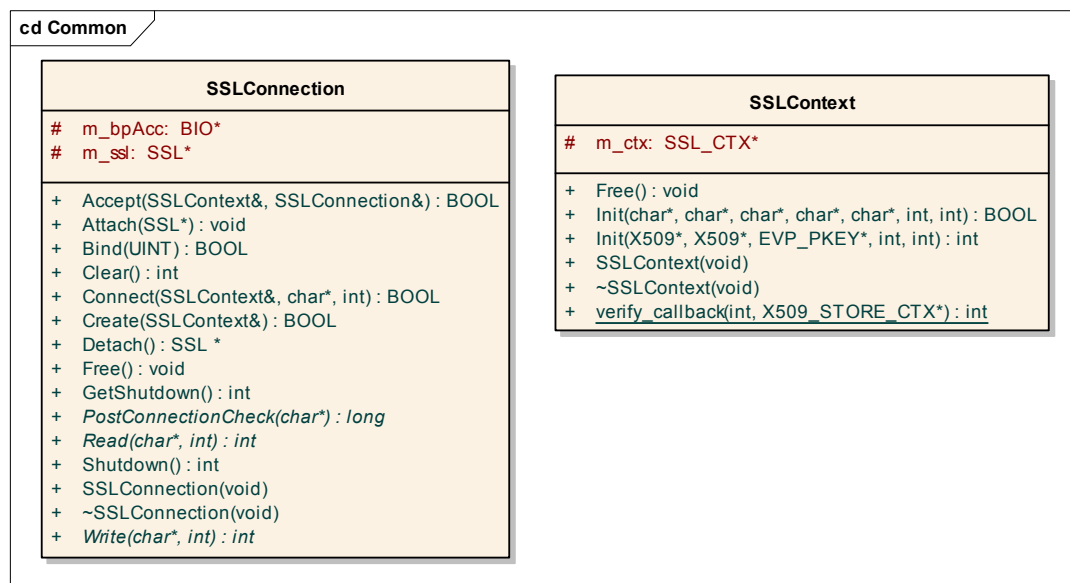 cd Common
SSLConnection
# m_bpAcc: BIO*
# m_ssl: SSL*
+ Accept(SSLContext&, SSLConnection&) : BOOL
+ Attach(SSL*) : void
+ Bind(UINT) : BOOL
+ Clear() : int
+ Connect(SSLContext&, char*, int) : BOOL
+ Create(SSLContext&) : BOOL
+ Detach() : SSL *
+ Free() : void
+ GetShutdown() : int
+ PostConnectionCheck(char*) : long
+ Read(char*, int) : int
+ Shutdown() : int
+ SSLConnection(void)
+ ~SSLConnection(void)
+ Write(char*, int) : int
SSLContext
# m_ctx: SSL_CTX*
+ Free() : void
+ Init(char*, char*, char*, char*, char*, int, int) : BOOL
+ Init(X509*, X509*, EVP_PKEY*, int, int) : int
+ SSLContext(void)
+ ~SSLContext(void)
+ verify_callback(int, X509_STORE_CTX*) : int